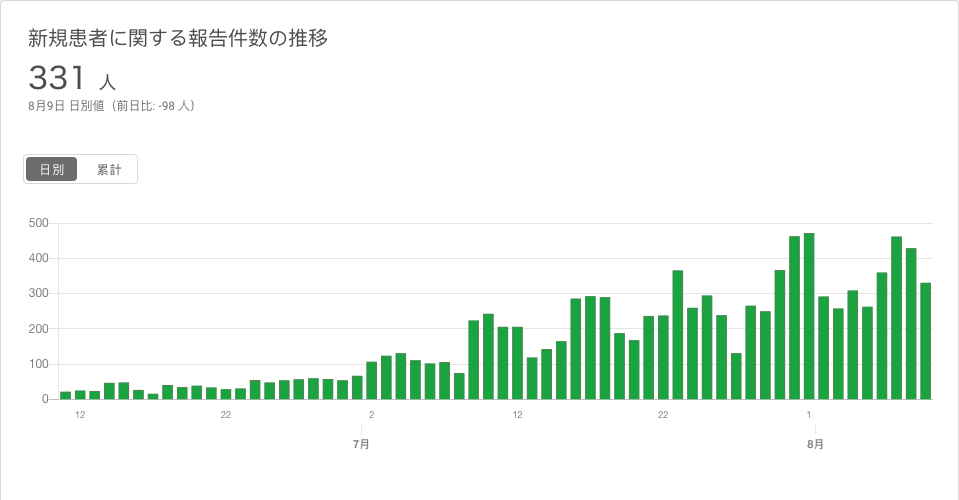 新規患者に関する報告件数の推移
331 人
8月9日 日別値（前日比: -98 人）
日別 累計
500
400
300
200
100
0
12 22 2 12 22 1
7月 8月